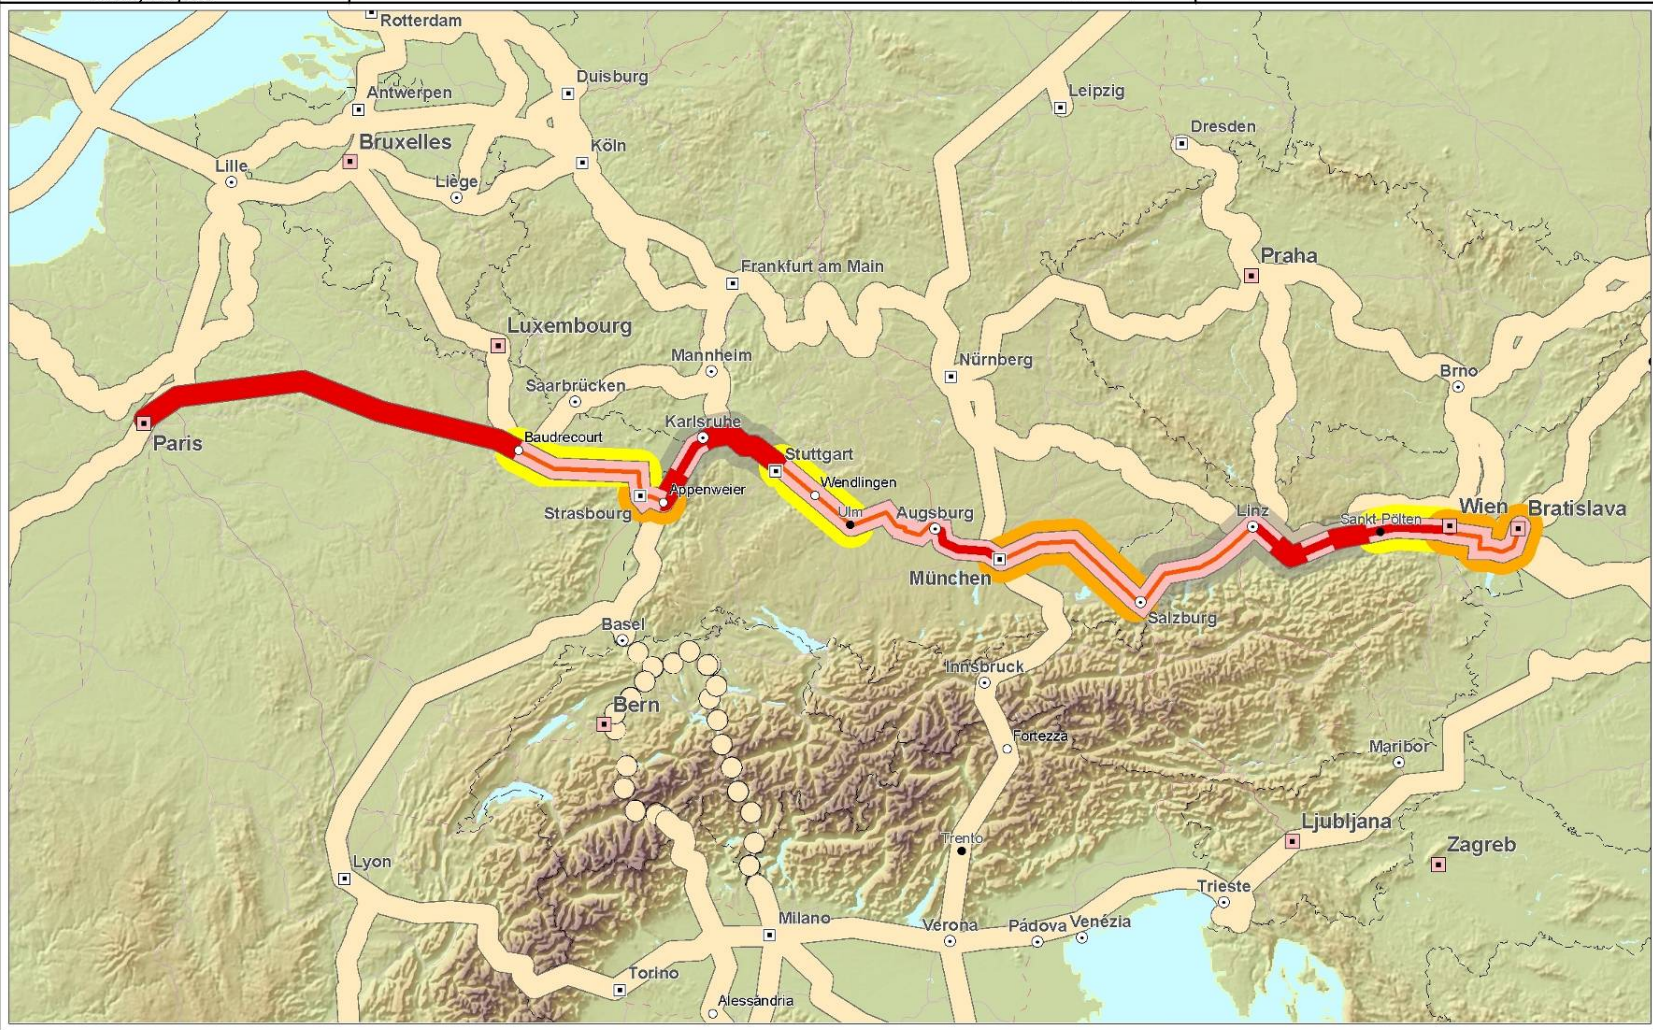 Rotterdam
Duisburg
Antwerpen
Leipzig
Dresden
Bruxelles
Köln
Lille
Liège
Praha
Frankfurt am Main
Luxembourg
Mannheim
Nürnberg
Saarbrücken
Brno
Karlsruhe
Paris
Baudrecourt
Stuttgart
Wendlingen
Appenweier
Strasbourg
Ulm
Augsburg
Linz
Sankt-Pölten
Wien
Bratislava
München
Salzburg
Basel
Innsbruck
Bern
Fortezza
Maribor
Ljubljana
Trento
Zagreb
Lyon
Trieste
Milano
Verona
Pádova
Venézia
Torino
Alessándria